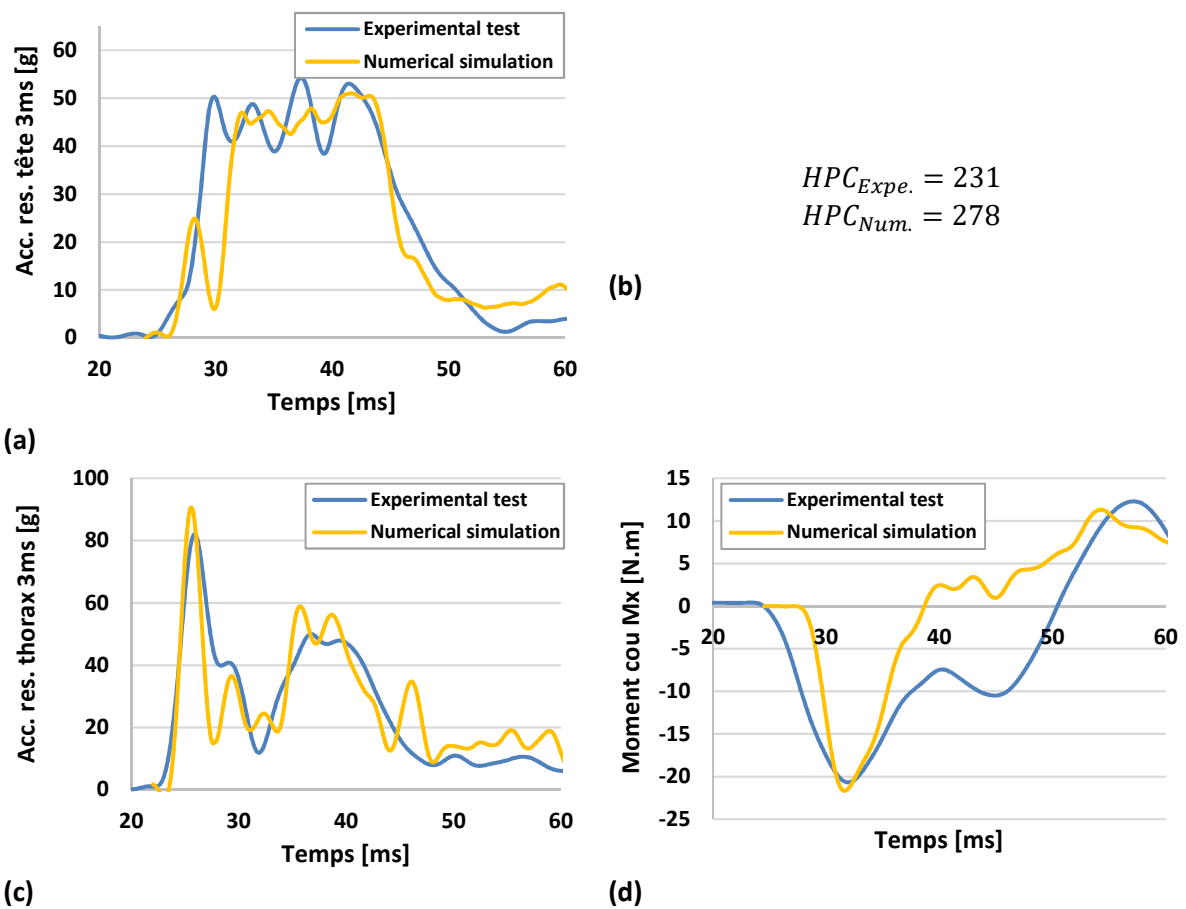 Experimental test
Numerical simulation
Acc. res. tête 3ms [g]
60
50
40
30
20
10
0
20 30 40 50 60
Temps [ms]
(a)
HPC_Expe. = 231
HPC_Num. = 278
(b)
Experimental test
Numerical simulation
Acc. res. thorax 3ms [g]
100
80
60
40
20
0
20 30 40 50 60
Temps [ms]
(c)
Experimental test
Numerical simulation
Moment cou Mx [N.m]
15
10
5
0
-5
-10
-15
-20
-25
20 30 40 50 60
Temps [ms]
(d)